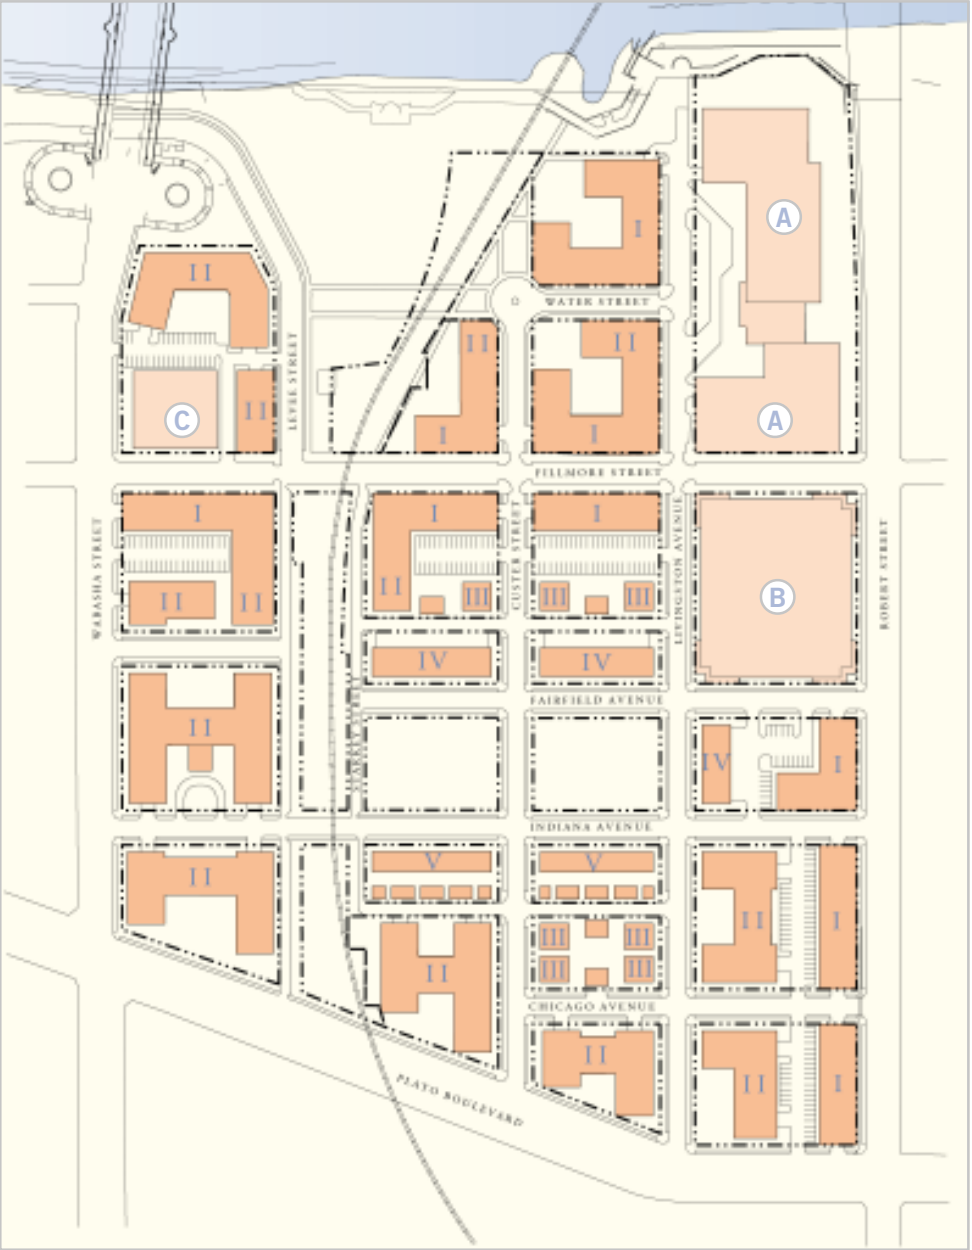 I
A
II
WATER STREET
II
II
LEVEE STREET
C
II
I
I
A
FILLMORE STREET
WABASHA STREET
I
I
I
CUSTER STREET
LIVINGSTON AVENUE
ROBERT STREET
II
II
II
III
III
III
B
IV
IV
FAIRFIELD AVENUE
II
IV
I
INDIANA AVENUE
II
V
V
II
III
III
II
I
II
III
III
CHICAGO AVENUE
II
II
I
PLATO BOULEVARD